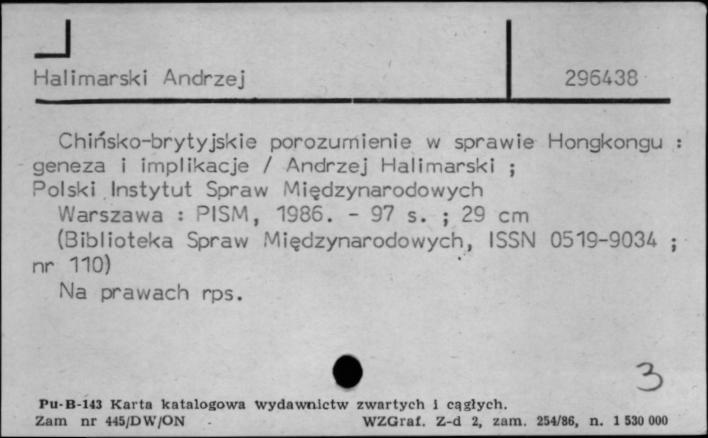 Halimarski Andrzej 296438
Chińsko-brytyjskie porozumienie w sprawie Hongkongu :
geneza i implikacje / Andrzej Halimarski ;
Polski Instytut Spraw Międzynarodowych
Warszawa : PISM, 1986. - 97 s. ; 29 cm
(Biblioteka Spraw Międzynarodowych, ISSN 0519-9034 ;
nr 110)
Na prawach rps.
3
Pu-B-143 Karta katalogowa wydawnictw zwartych i cągłych.
Zam nr 445/DW/ON WZGraf. Z-d 2, zam. 254/86, n. 1 530 000